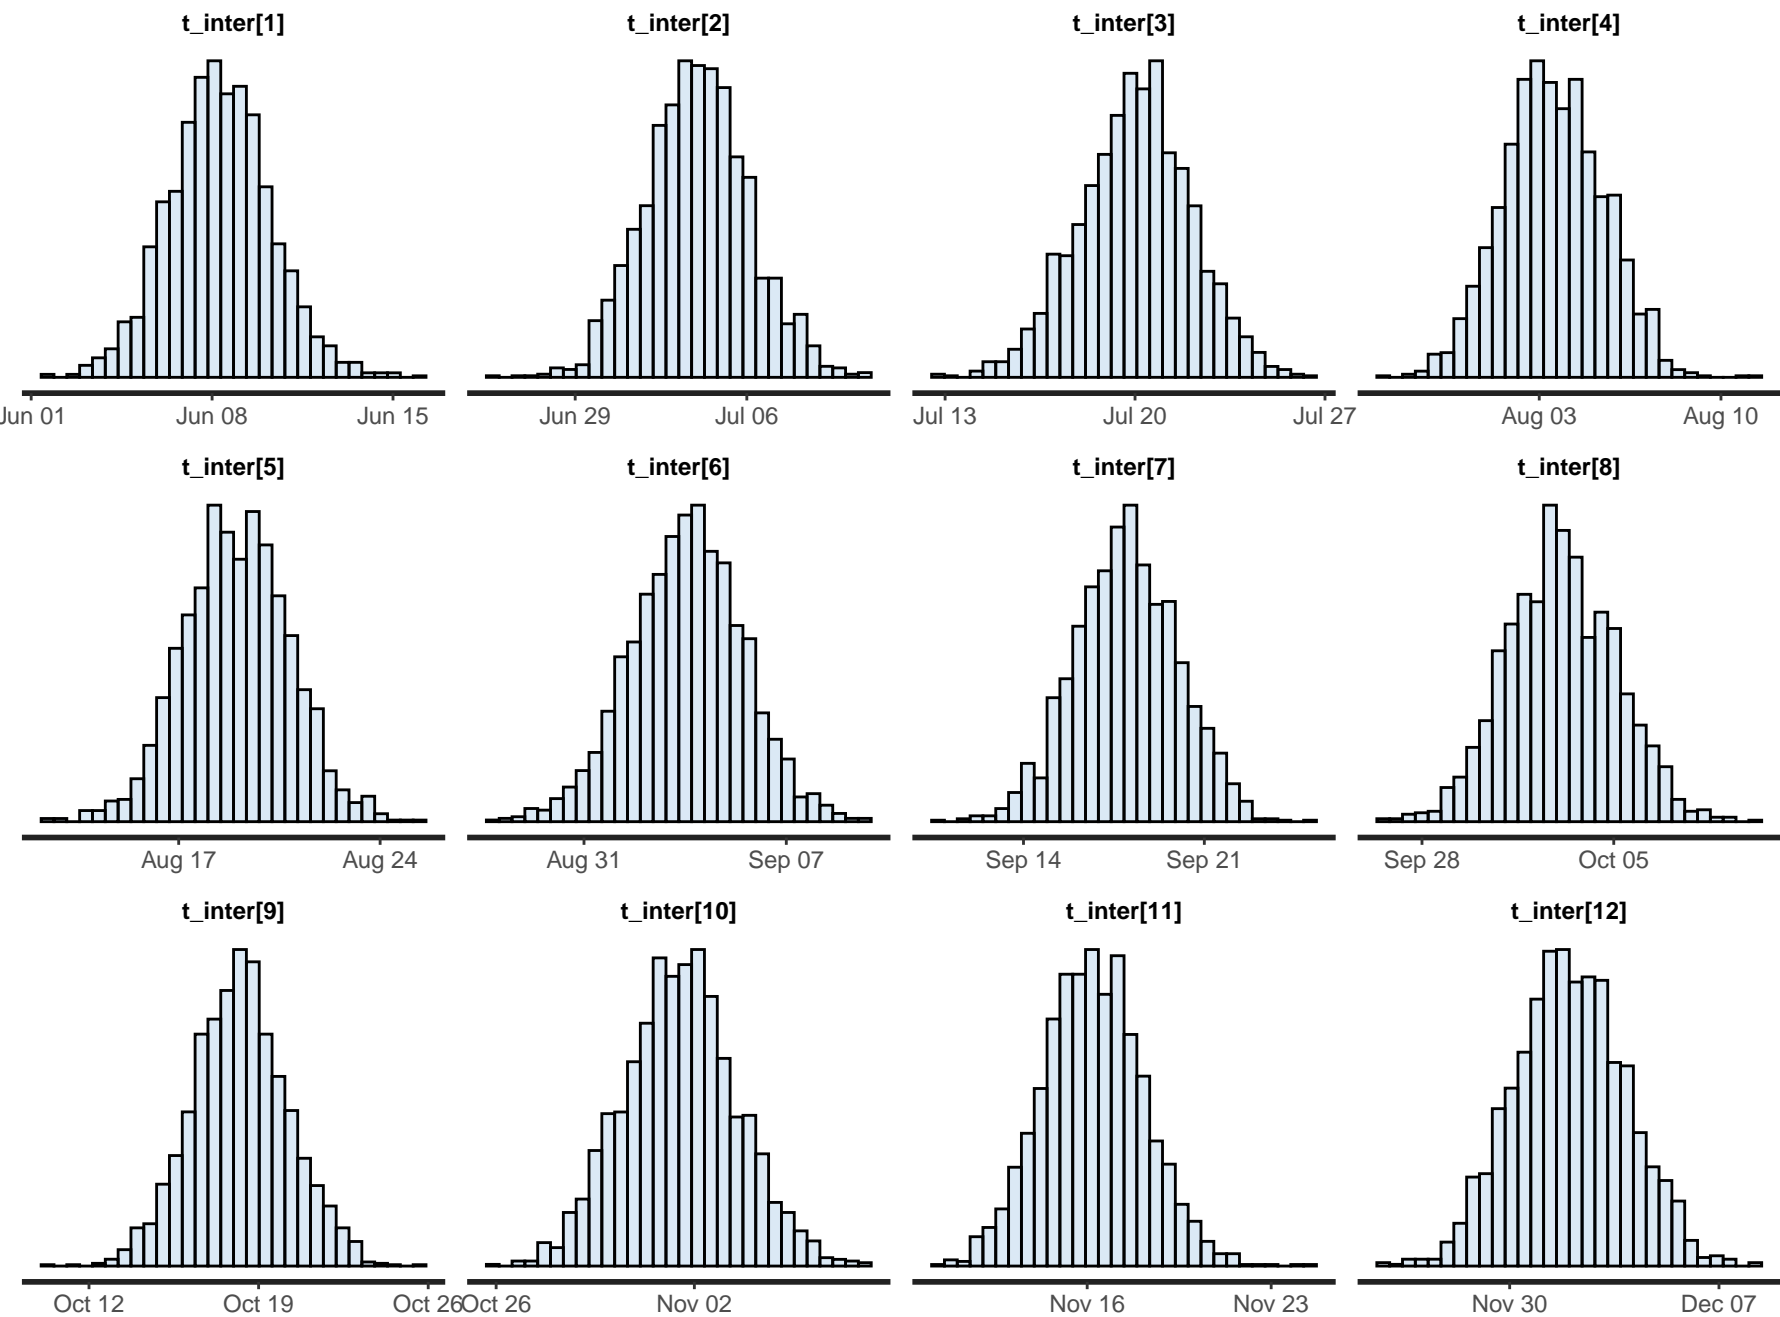 t_inter[1] t_inter[2] t_inter[3] t_inter[4]
Jun 01 Jun 08 Jun 15 Jun 29 Jul 06 Jul 13 Jul 20 Jul 27 Aug 03 Aug 10
t_inter[5] t_inter[6] t_inter[7] t_inter[8]
Aug 17 Aug 24 Aug 31 Sep 07 Sep 14 Sep 21 Sep 28 Oct 05
t_inter[9] t_inter[10] t_inter[11] t_inter[12]
Oct 12 Oct 19 Oct 26 Oct 26 Nov 02 Nov 16 Nov 23 Nov 30 Dec 07